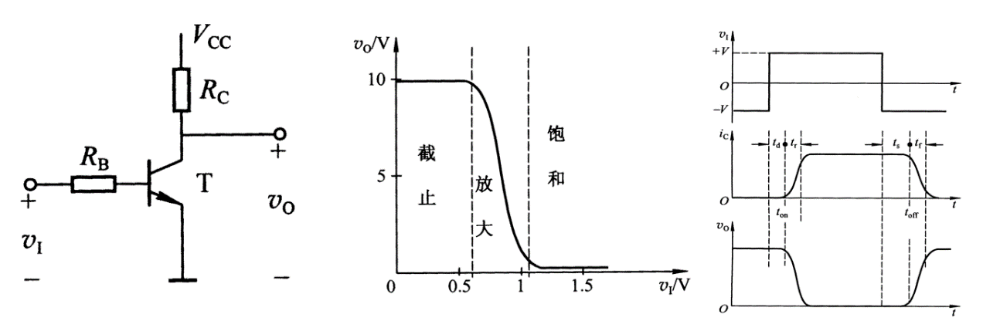 V_CC
R_C
R_B
T
+
+
v_I
v_O
−
−
v_O/V
10
5
截
止
放
大
饱
和
0
0.5
1
1.5
v_I/V
v_I
+V
O
t
−V
i_C
t_d
t_r
t_s
t_f
O
t
t_on
t_off
v_O
O
t